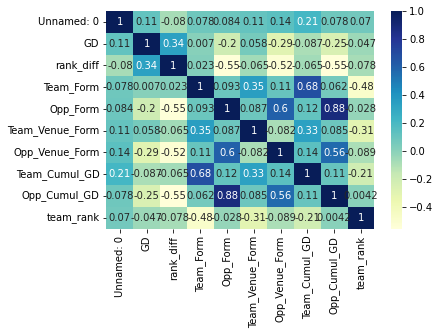 Unnamed: 0 1 0.11 -0.08 0.078 0.084 0.11 0.14 0.21 0.078 0.07
GD 0.11 1 0.34 0.007 -0.2 0.058 -0.29 -0.087 -0.25 -0.047
rank_diff -0.08 0.34 1 0.023 -0.55 -0.065 -0.52 -0.065 -0.55 -0.078
Team_Form -0.078 0.007 0.023 1 0.093 0.35 0.11 0.68 0.062 -0.48
Opp_Form -0.084 -0.2 -0.55 0.093 1 0.087 0.6 0.12 0.88 0.028
Team_Venue_Form 0.11 0.058 -0.065 0.35 0.087 1 -0.082 0.33 0.085 -0.31
Opp_Venue_Form 0.14 -0.29 -0.52 0.11 0.6 -0.082 1 0.14 0.56 0.089
Team_Cumul_GD 0.21 -0.087 -0.065 0.68 0.12 0.33 0.14 1 0.11 -0.21
Opp_Cumul_GD -0.078 -0.25 -0.55 0.062 0.88 0.085 0.56 0.11 1 0.0042
team_rank 0.07 -0.047 -0.078 -0.48 -0.028 -0.31 -0.089 -0.21 0.0042 1
Unnamed: 0
GD
rank_diff
Team_Form
Opp_Form
Team_Venue_Form
Opp_Venue_Form
Team_Cumul_GD
Opp_Cumul_GD
team_rank
1.0
0.8
0.6
0.4
0.2
0.0
-0.2
-0.4